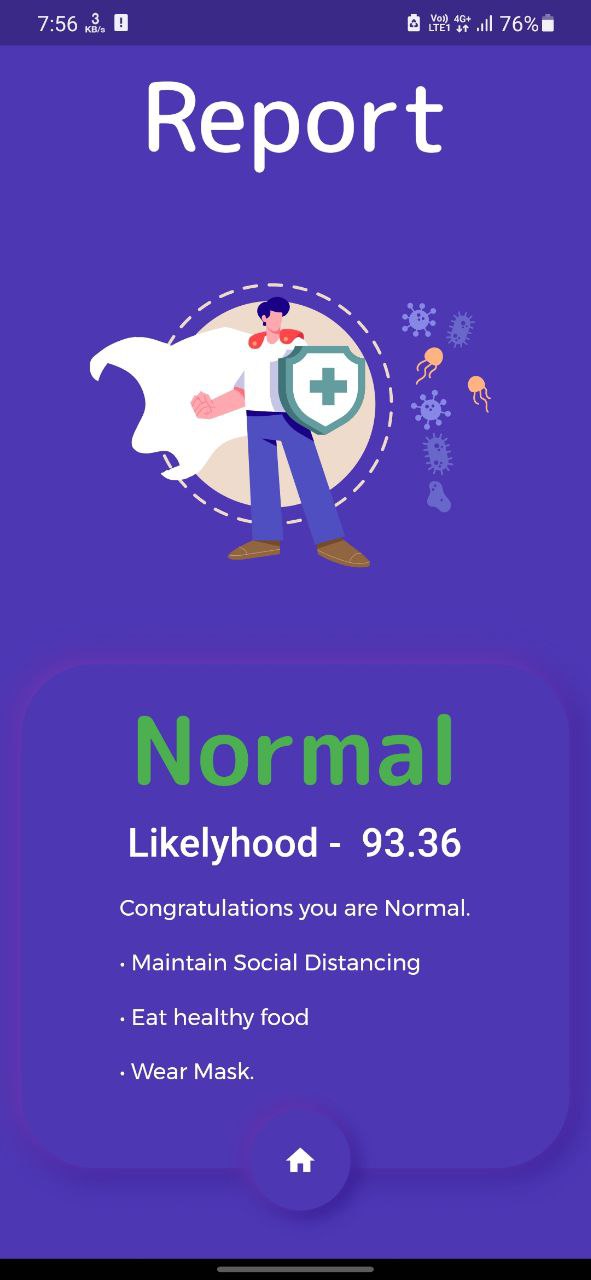 7:56 3 KB/s Vo)) LTE1 4G+ 76%
Report
Normal
Likelyhood - 93.36
Congratulations you are Normal.
• Maintain Social Distancing
• Eat healthy food
• Wear Mask.